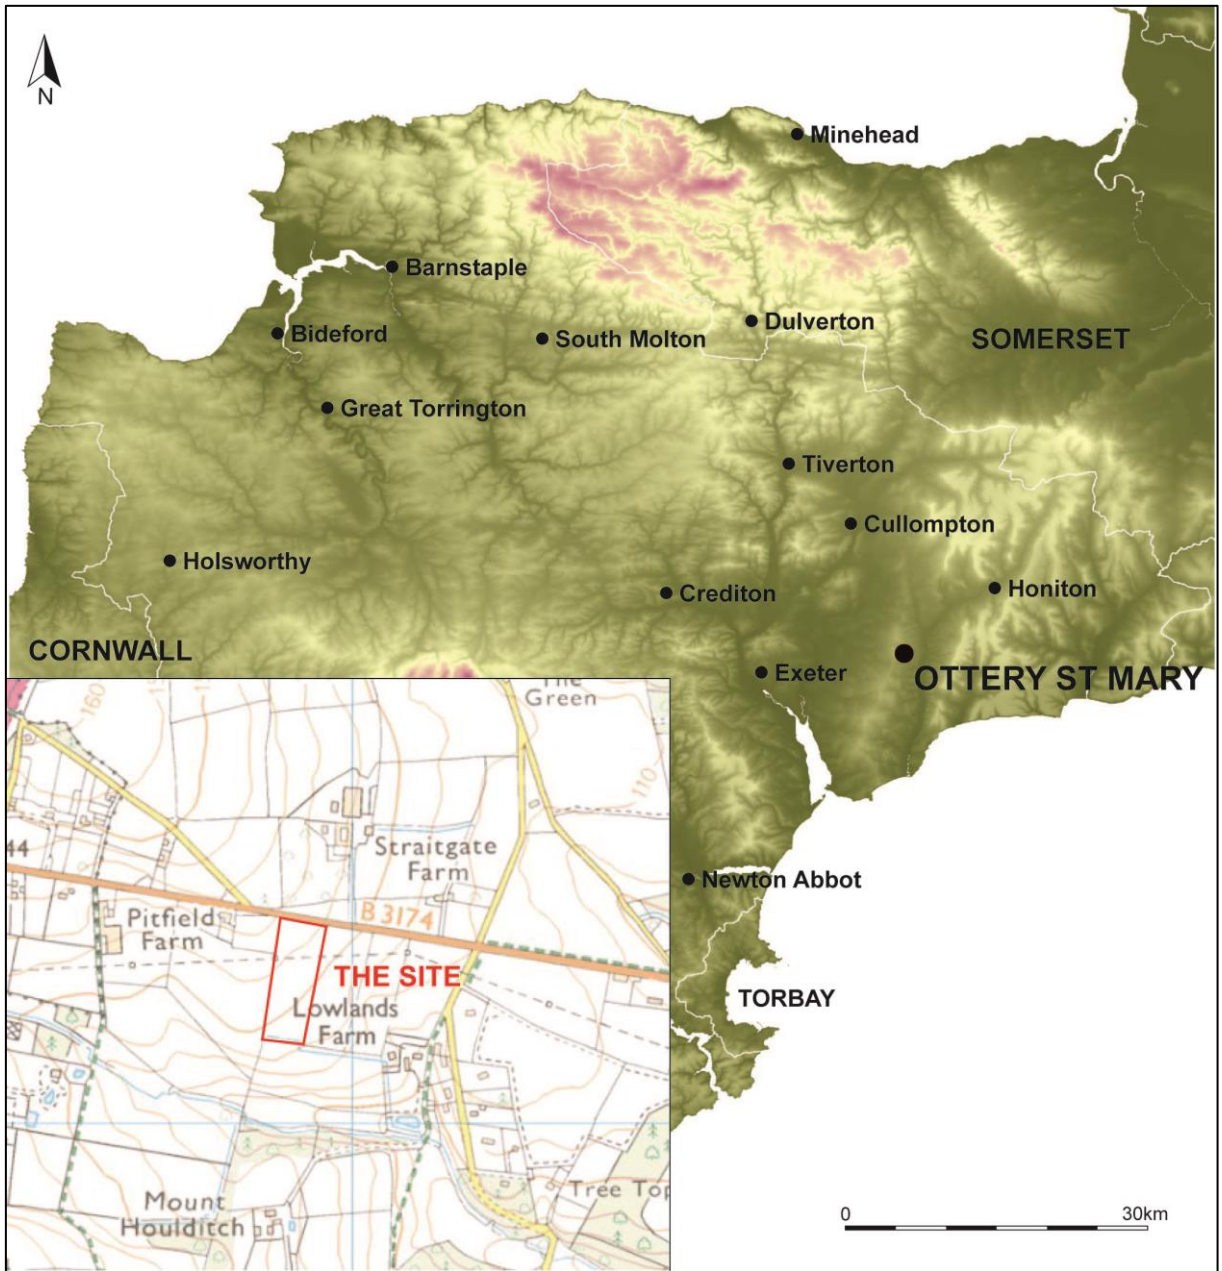 N
Minehead
Barnstaple
Dulverton
Bideford
South Molton
SOMERSET
Great Torrington
Tiverton
Cullompton
Holsworthy
Crediton
Honiton
CORNWALL
Exeter
OTTERY ST MARY
Newton Abbot
TORBAY
0 30km
160
The
Green
110
44
Straitgate
Farm
Pitfield
Farm
B 3174
THE SITE
Lowlands
Farm
Mount
Houlditch
Tree Top